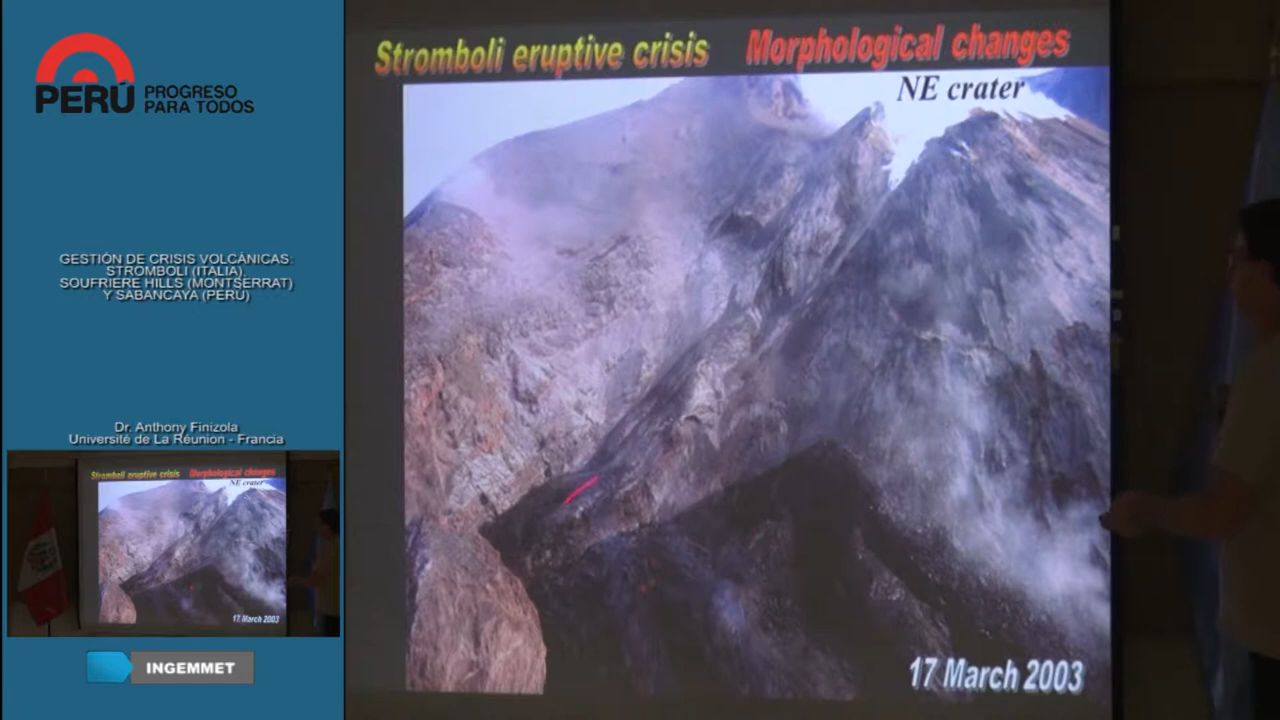 PERÚ PROGRESO
PARA TODOS
GESTIÓN DE CRISIS VOLCÁNICAS:
STROMBOLI (ITALIA),
SOUFRIERE HILLS (MONTSERRAT)
Y SABANCAYA (PERÚ)
Dr. Anthony Finizola
Université de La Réunion - Francia
Stromboli eruptive crisis Morphological changes
NE crater
17 March 2003
INGEMMET
Stromboli eruptive crisis Morphological changes
NE crater
17 March 2003